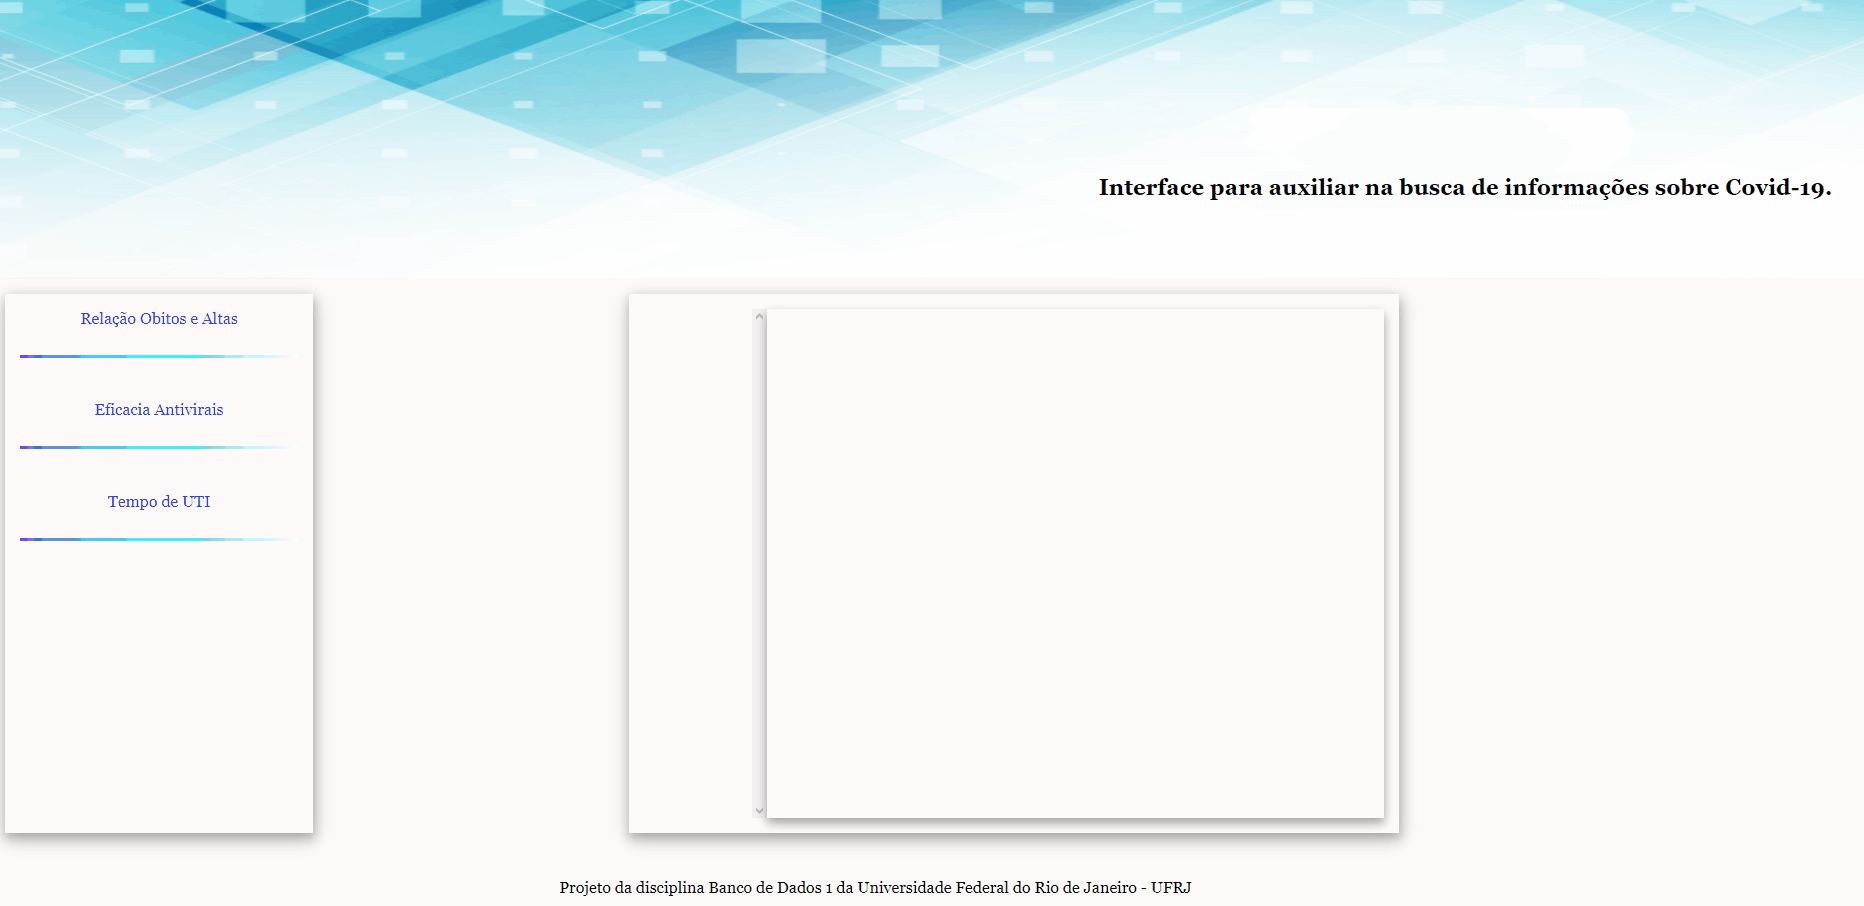 Interface para auxiliar na busca de informações sobre Covid-19.
Relação Obitos e Altas
Eficacia Antivirais
Tempo de UTI
Projeto da disciplina Banco de Dados 1 da Universidade Federal do Rio de Janeiro - UFRJ